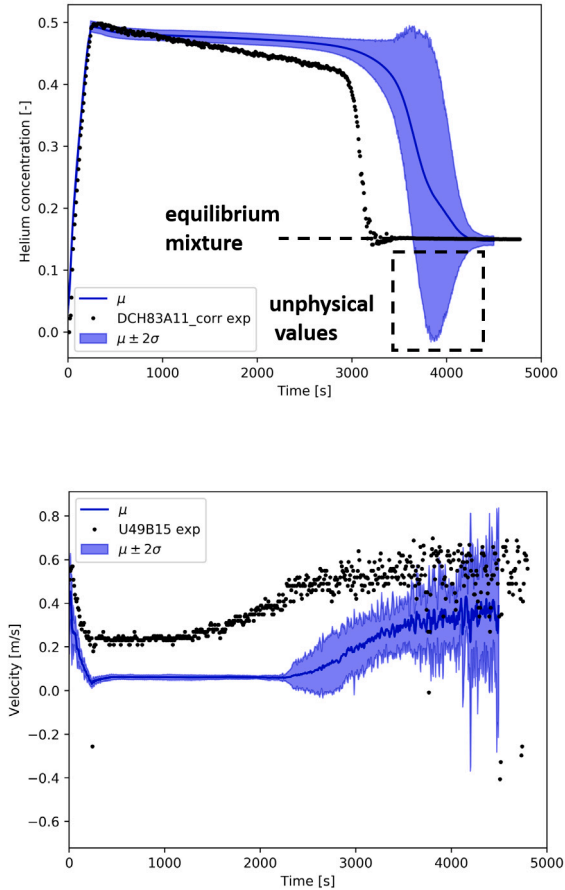 0.5
0.4
0.3
0.2
0.1
0.0
Helium concentration [-]
equilibrium
mixture
unphysical
values
μ
DCH83A11_corr exp
μ ± 2σ
0
1000
2000
3000
4000
5000
Time [s]
0.8
0.6
0.4
0.2
0.0
−0.2
−0.4
−0.6
Velocity [m/s]
μ
U49B15 exp
μ ± 2σ
0
1000
2000
3000
4000
5000
Time [s]